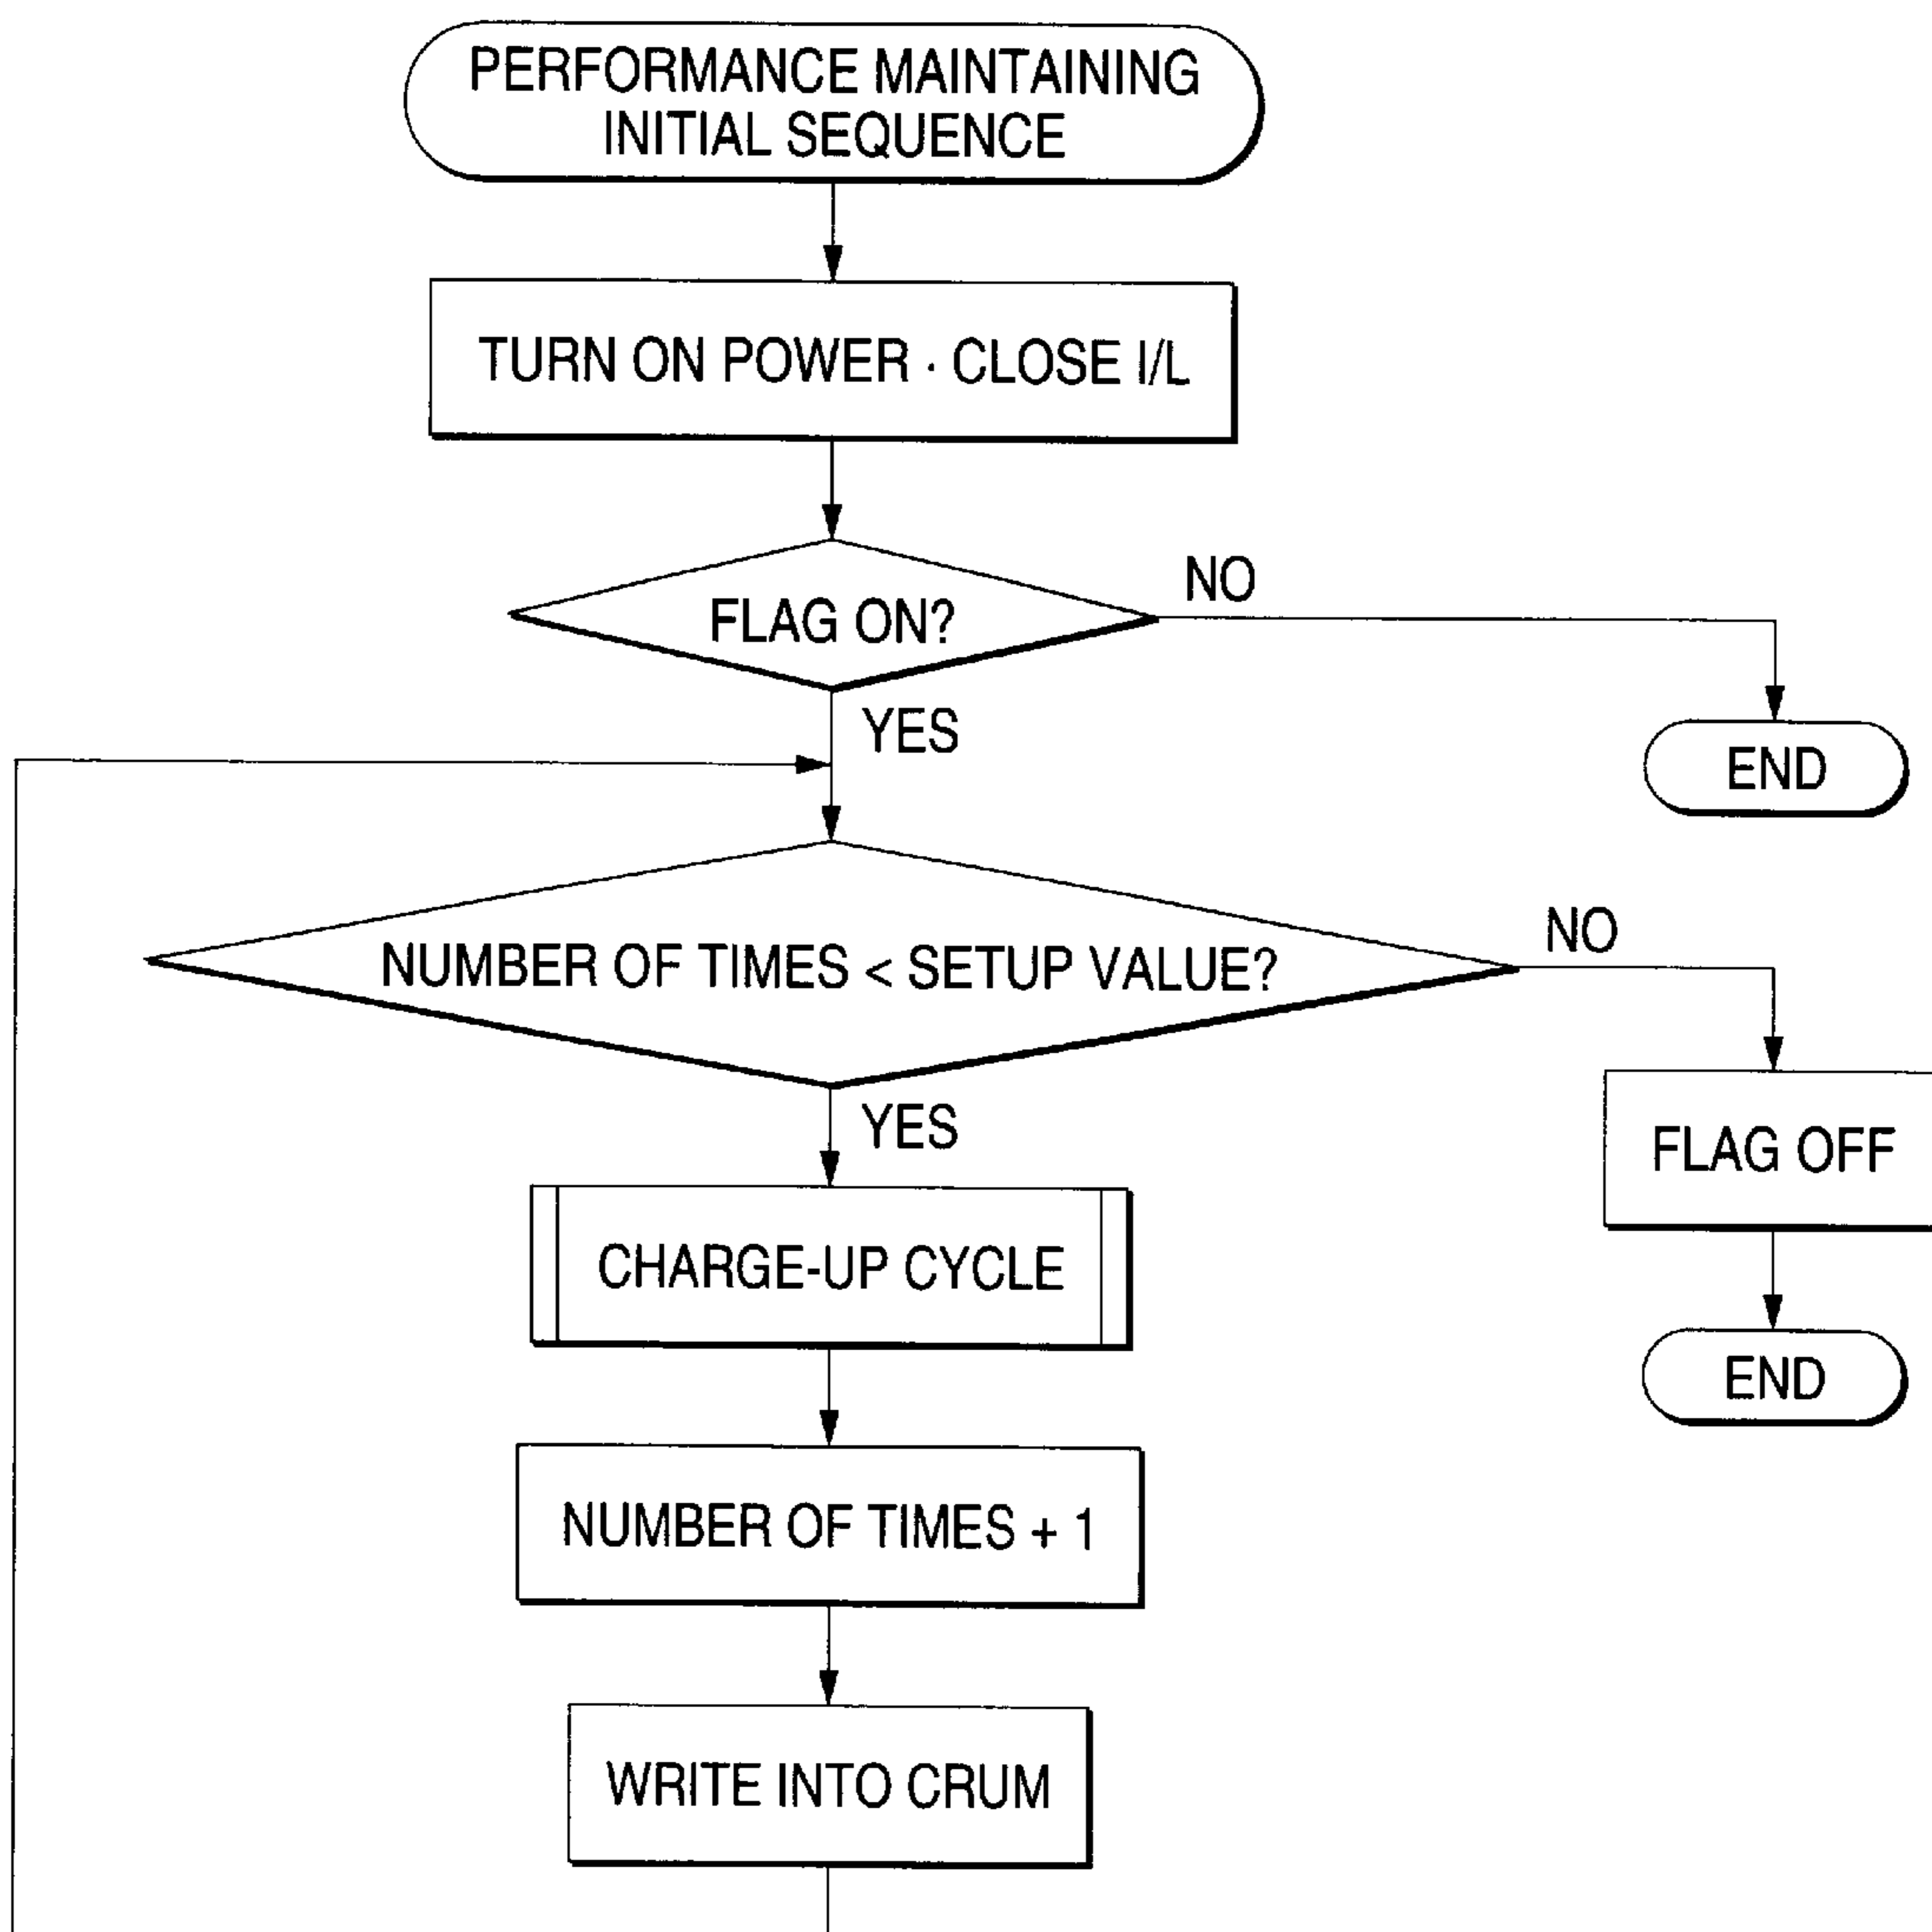 PERFORMANCE MAINTAINING
INITIAL SEQUENCE
TURN ON POWER · CLOSE I/L
FLAG ON?
NO
YES
END
NUMBER OF TIMES < SETUP VALUE?
NO
YES
FLAG OFF
CHARGE-UP CYCLE
END
NUMBER OF TIMES + 1
WRITE INTO CRUM